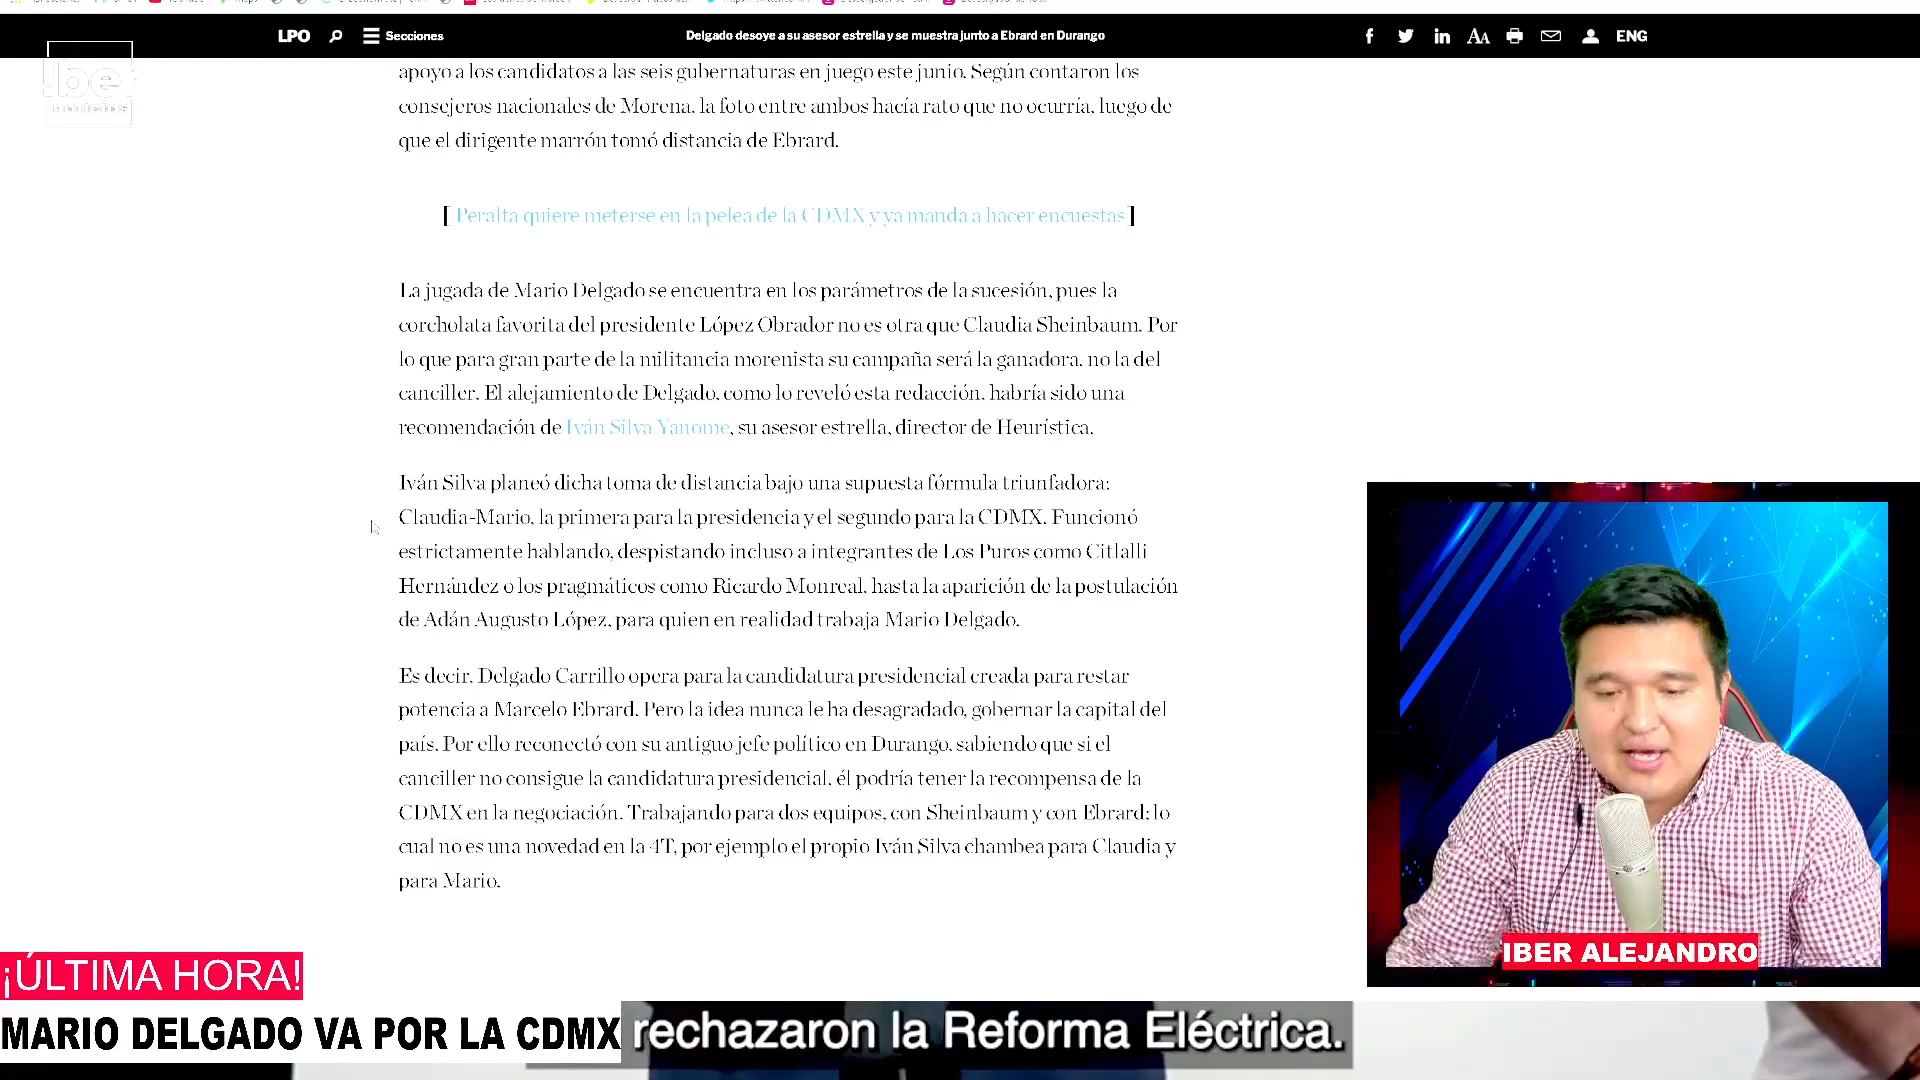 LPO
Secciones
Delgado desoye a su asesor estrella y se muestra junto a Ebrard en Durango
f
in
AA
ENG
iber
noticias
apoyo a los candidatos a las seis gubernaturas en juego este junio. Según contaron los
consejeros nacionales de Morena, la foto entre ambos hacía rato que no ocurría, luego de
que el dirigente marrón tomó distancia de Ebrard.
[ Peralta quiere meterse en la pelea de la CDMX y ya manda a hacer encuestas ]
La jugada de Mario Delgado se encuentra en los parámetros de la sucesión, pues la
corcholata favorita del presidente López Obrador no es otra que Claudia Sheinbaum. Por
lo que para gran parte de la militancia morenista su campaña será la ganadora, no la del
canciller. El alejamiento de Delgado, como lo reveló esta redacción, habría sido una
recomendación de Iván Silva Yanome, su asesor estrella, director de Heurística.
Iván Silva planeó dicha toma de distancia bajo una supuesta fórmula triunfadora:
Claudia-Mario, la primera para la presidencia y el segundo para la CDMX. Funcionó
estrictamente hablando, despistando incluso a integrantes de Los Puros como Citlalli
Hernández o los pragmáticos como Ricardo Monreal, hasta la aparición de la postulación
de Adán Augusto López, para quien en realidad trabaja Mario Delgado.
Es decir, Delgado Carrillo opera para la candidatura presidencial creada para restar
potencia a Marcelo Ebrard. Pero la idea nunca le ha desagradado, gobernar la capital del
país. Por ello reconectó con su antiguo jefe político en Durango, sabiendo que si el
canciller no consigue la candidatura presidencial, él podría tener la recompensa de la
CDMX en la negociación. Trabajando para dos equipos, con Sheinbaum y con Ebrard; lo
cual no es una novedad en la 4T, por ejemplo el propio Iván Silva chambea para Claudia y
para Mario.
IBER ALEJANDRO
¡ÚLTIMA HORA!
MARIO DELGADO VA POR LA CDMX
rechazaron la Reforma Eléctrica.